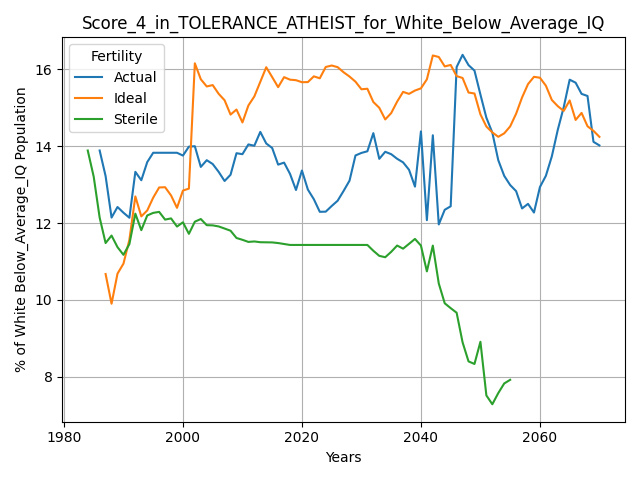 Score_4_in_TOLERANCE_ATHEIST_for_White_Below_Average_IQ
% of White Below_Average_IQ Population
16
14
12
10
8
Fertility
Actual
Ideal
Sterile
1980
2000
2020
2040
2060
Years